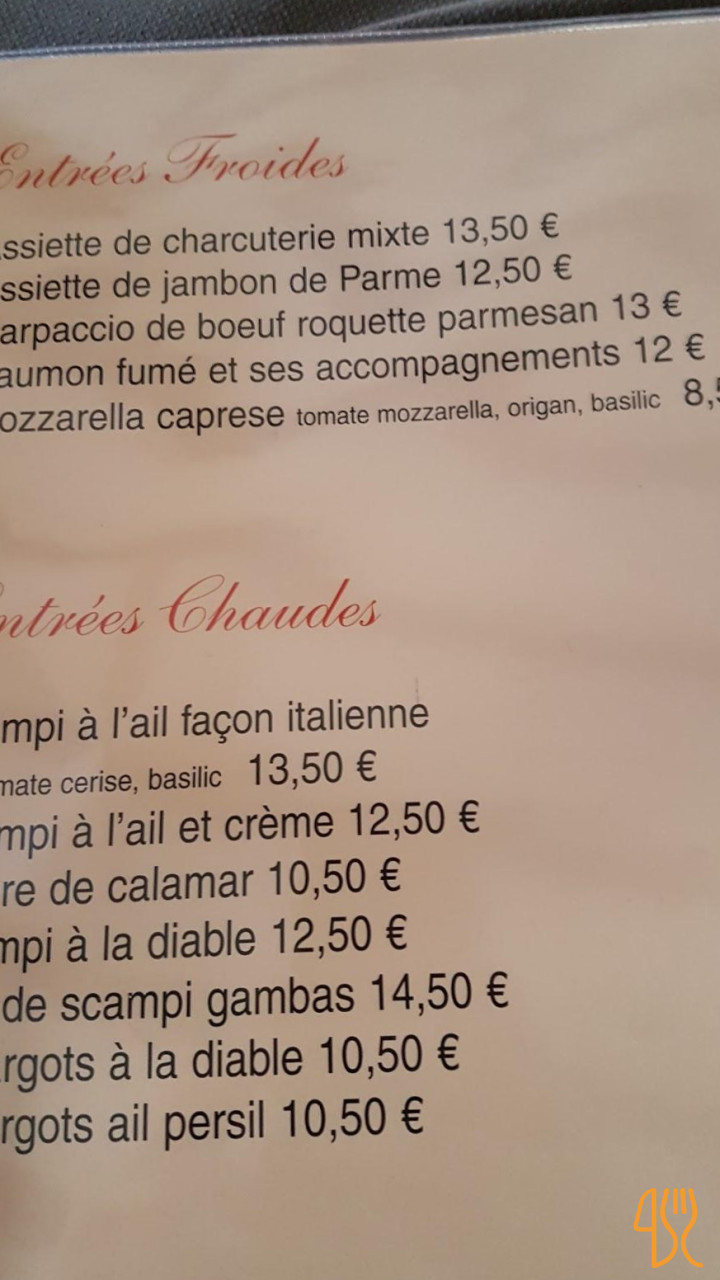 Entrées Froides
ssiette de charcuterie mixte 13,50 €
ssiette de jambon de Parme 12,50 €
arpaccio de boeuf roquette parmesan 13 €
aumon fumé et ses accompagnements 12 €
ozzarella caprese tomate mozzarella, origan, basilic 8,5
ntrées Chaudes
mpi à l'ail façon italienne
mate cerise, basilic 13,50 €
mpi à l'ail et crème 12,50 €
re de calamar 10,50 €
mpi à la diable 12,50 €
de scampi gambas 14,50 €
rgots à la diable 10,50 €
rgots ail persil 10,50 €